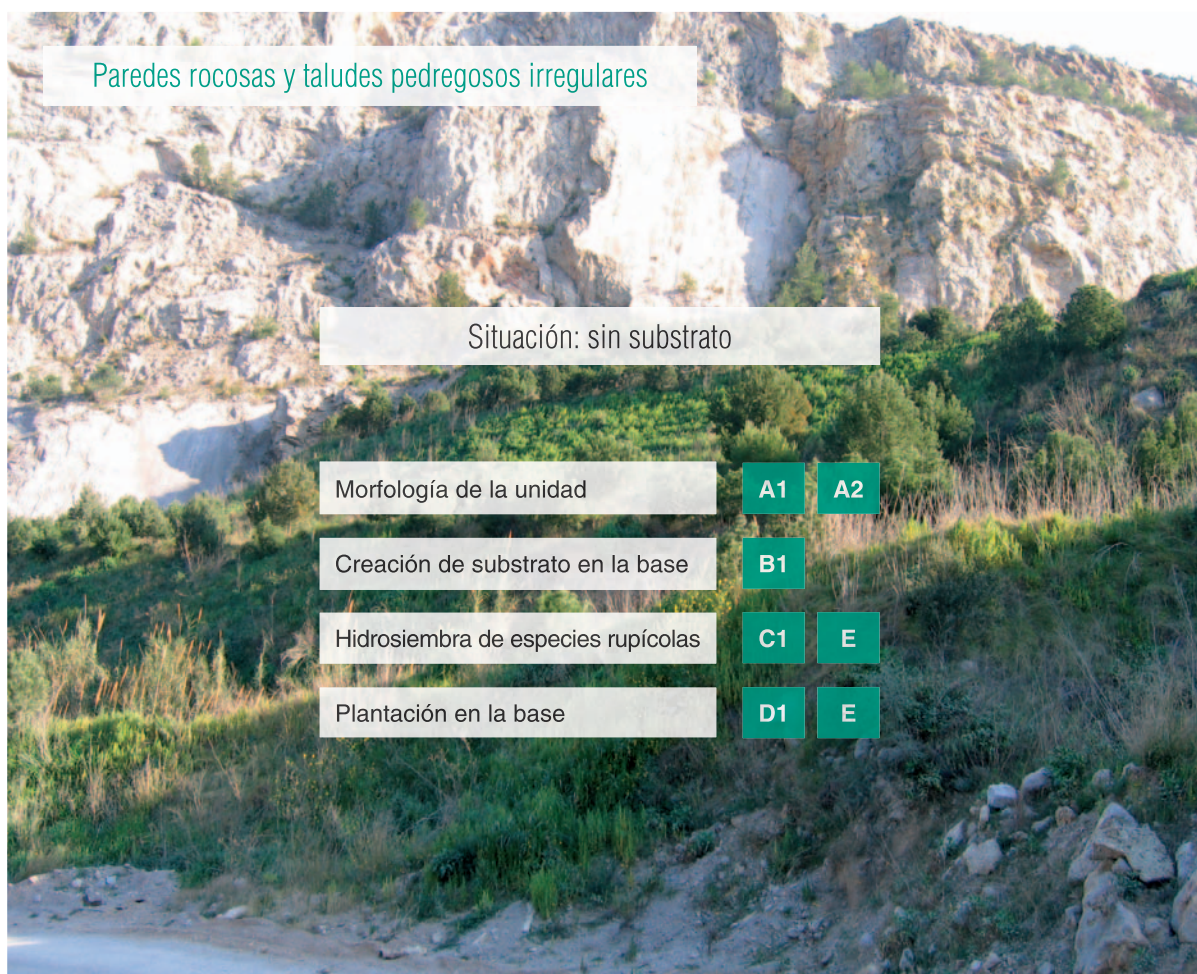 Paredes rocosas y taludes pedregosos irregulares
Situación: sin substrato
Morfología de la unidad A1 A2
Creación de substrato en la base B1
Hidrosiembra de especies rupícolas C1 E
Plantación en la base D1 E